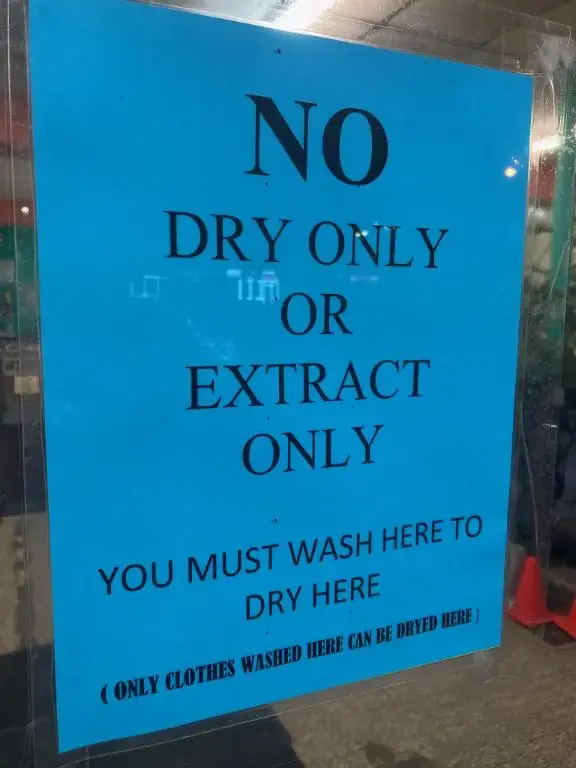 NO
DRY ONLY
OR
EXTRACT
ONLY
YOU MUST WASH HERE TO
DRY HERE
( ONLY CLOTHES WASHED HERE CAN BE DRYED HERE )